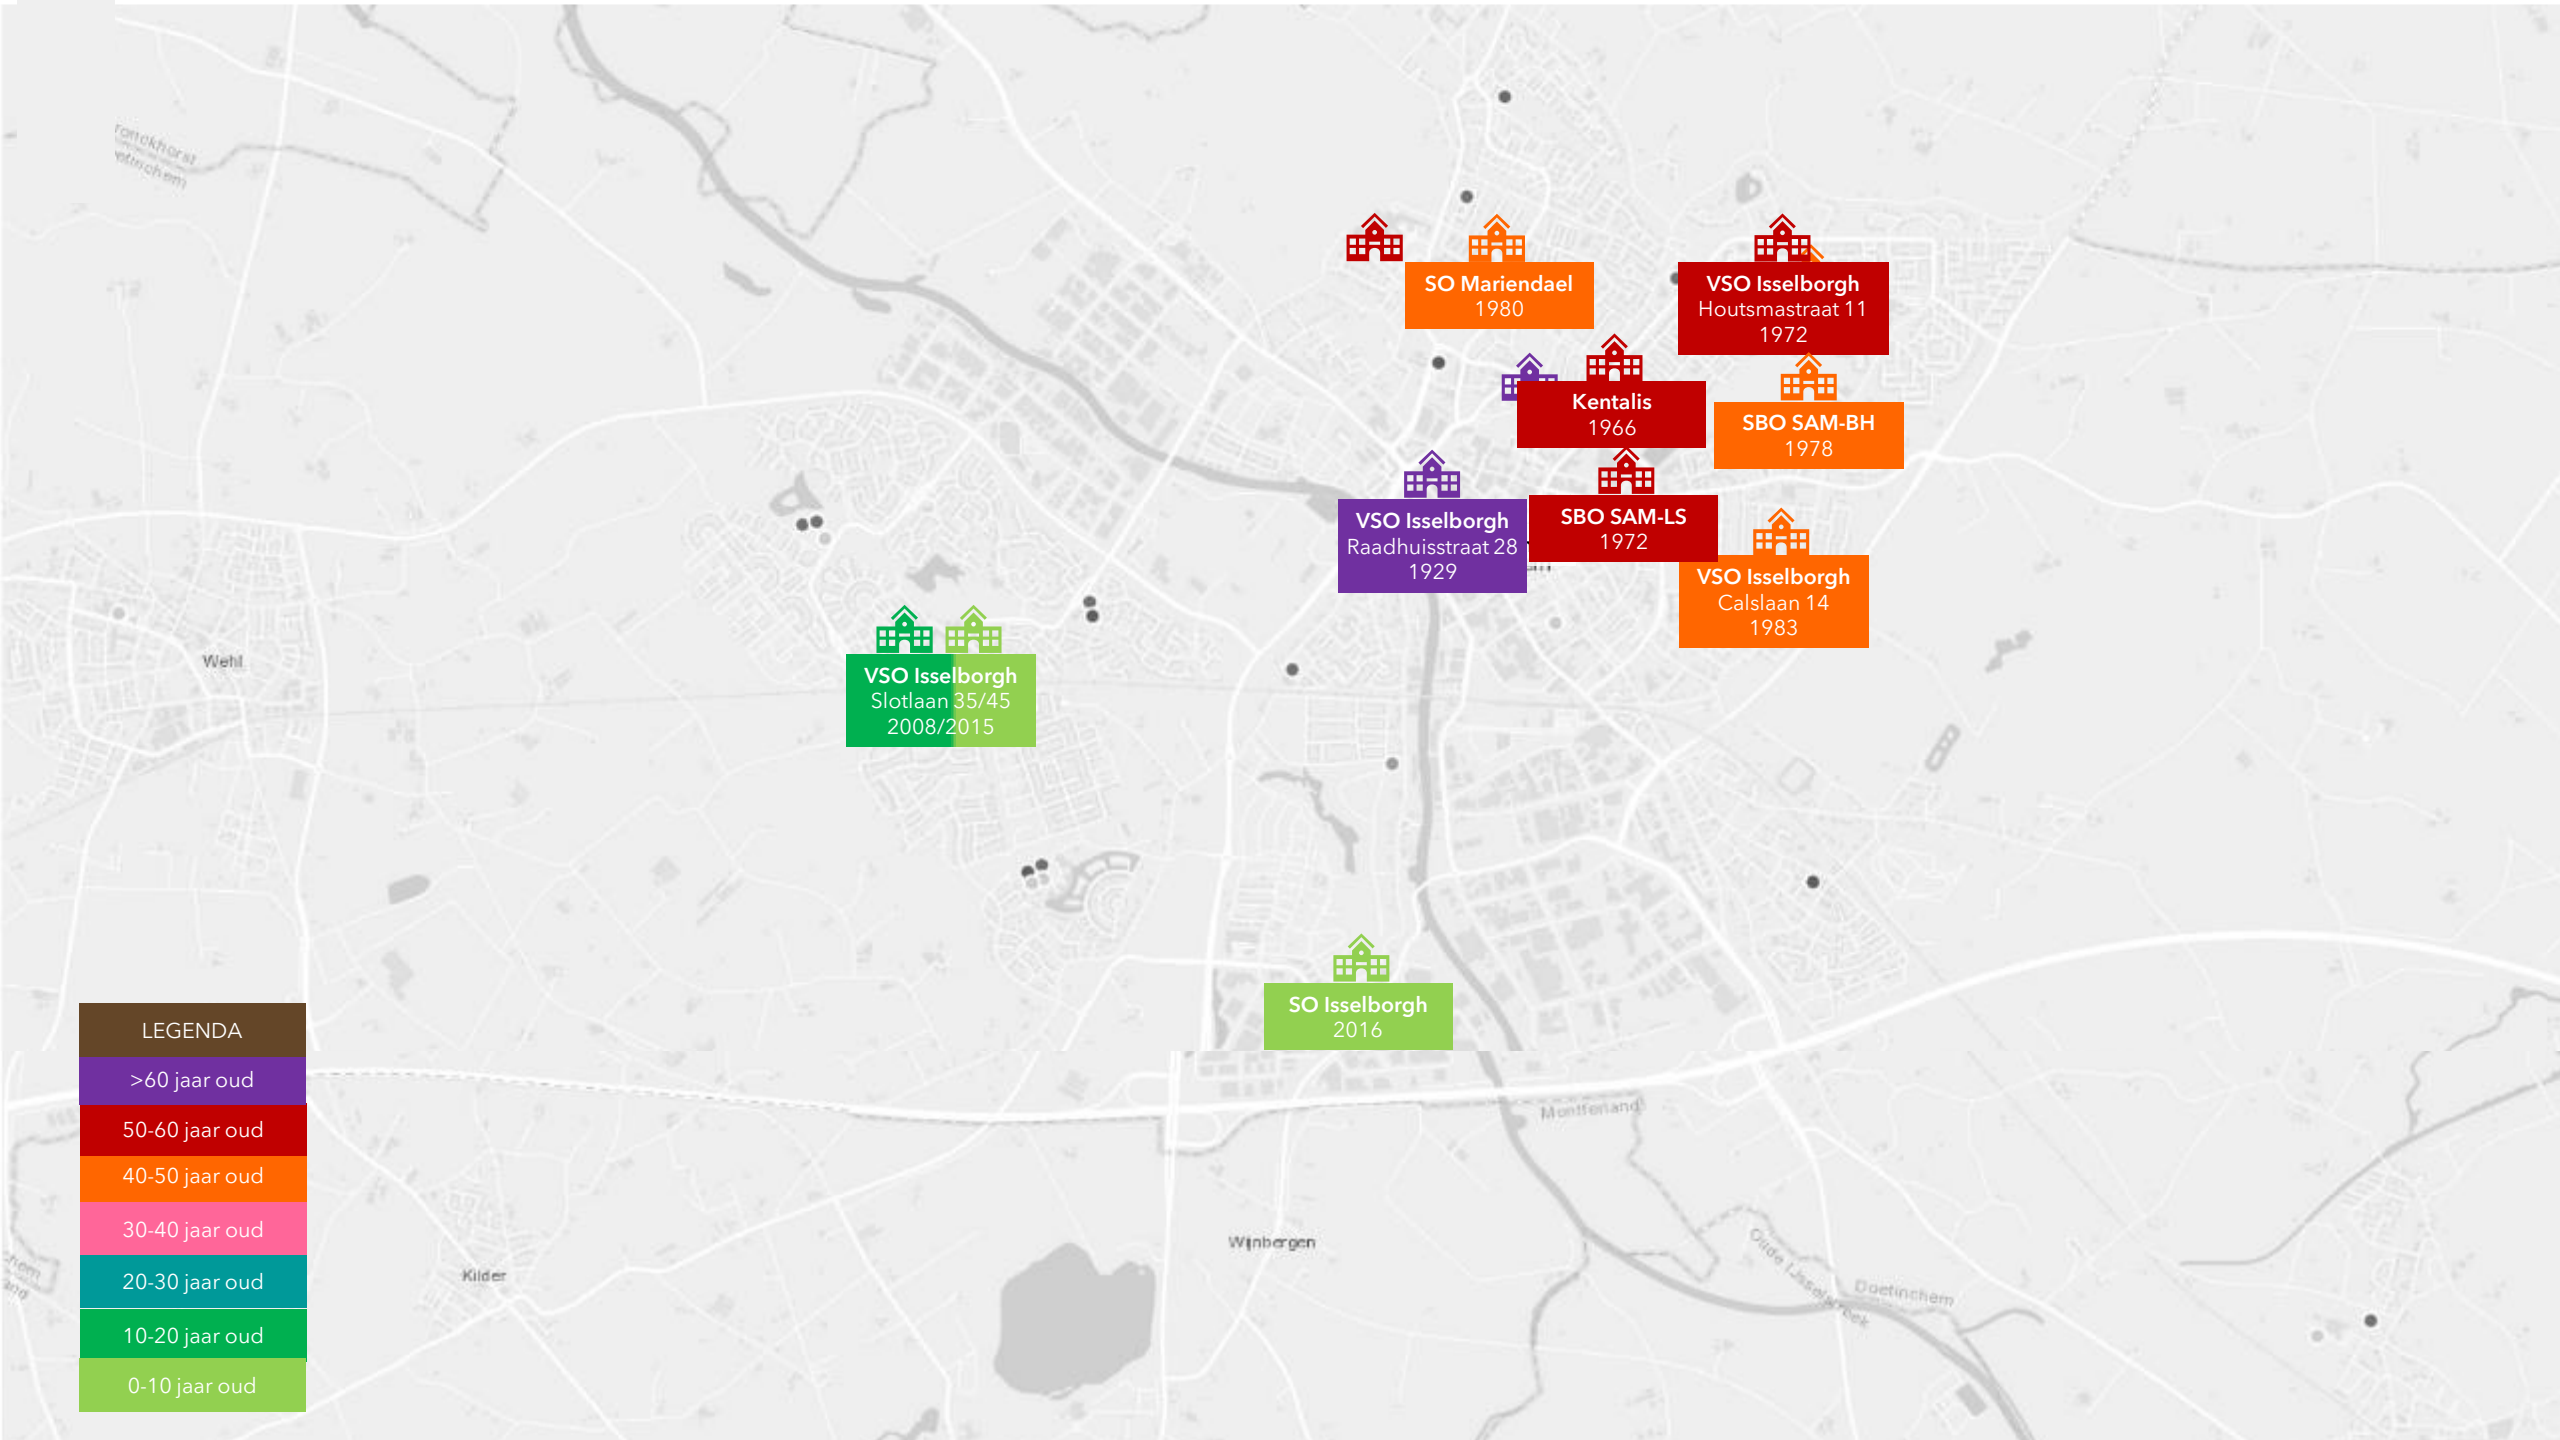 SO Mariendael
1980
VSO Isselborgh
Houtsmastraat 11
1972
Kentalis
1966
SBO SAM-BH
1978
VSO Isselborgh
Raadhuisstraat 28
1929
SBO SAM-LS
1972
VSO Isselborgh
Calslaan 14
1983
VSO Isselborgh
Slotlaan 35/45
2008/2015
Wehl
SO Isselborgh
2016
LEGENDA
>60 jaar oud
50-60 jaar oud
40-50 jaar oud
30-40 jaar oud
20-30 jaar oud
10-20 jaar oud
0-10 jaar oud
Montferland
Wijnbergen
Kilder
Oude IJsselstreek
Doetinchem